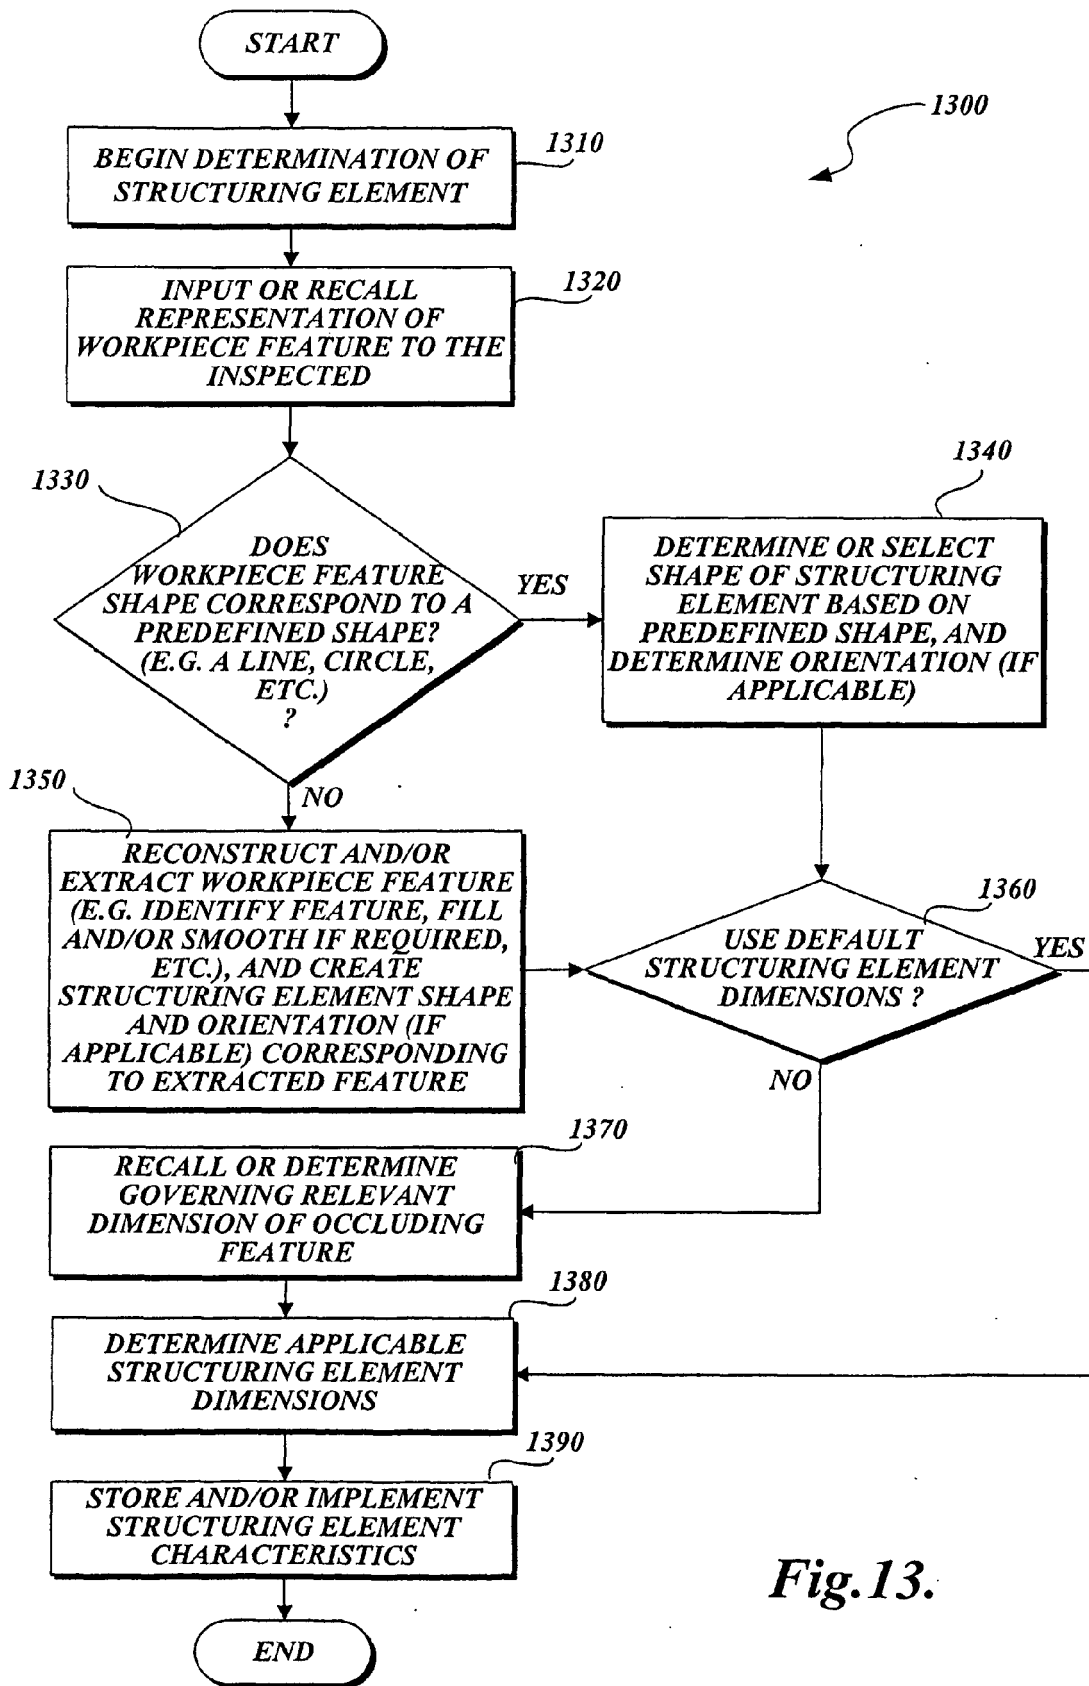 START
1300
1310
BEGIN DETERMINATION OF
STRUCTURING ELEMENT
1320
INPUT OR RECALL
REPRESENTATION OF
WORKPIECE FEATURE TO THE
INSPECTED
1330
DOES
WORKPIECE FEATURE
SHAPE CORRESPOND TO A
PREDEFINED SHAPE?
(E.G. A LINE, CIRCLE,
ETC.)
?
YES
1340
DETERMINE OR SELECT
SHAPE OF STRUCTURING
ELEMENT BASED ON
PREDEFINED SHAPE, AND
DETERMINE ORIENTATION (IF
APPLICABLE)
NO
1350
RECONSTRUCT AND/OR
EXTRACT WORKPIECE FEATURE
(E.G. IDENTIFY FEATURE, FILL
AND/OR SMOOTH IF REQUIRED,
ETC.), AND CREATE
STRUCTURING ELEMENT SHAPE
AND ORIENTATION (IF
APPLICABLE) CORRESPONDING
TO EXTRACTED FEATURE
1360
USE DEFAULT
STRUCTURING ELEMENT
DIMENSIONS ?
YES
NO
1370
RECALL OR DETERMINE
GOVERNING RELEVANT
DIMENSION OF OCCLUDING
FEATURE
1380
DETERMINE APPLICABLE
STRUCTURING ELEMENT
DIMENSIONS
1390
STORE AND/OR IMPLEMENT
STRUCTURING ELEMENT
CHARACTERISTICS
END
Fig.13.